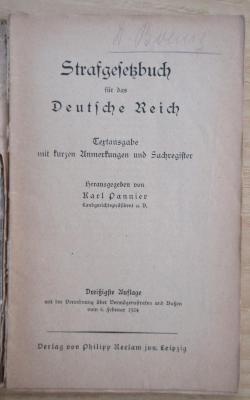 Strafgesetzbuch
für das
Deutsche Reich
Textausgabe
mit kurzen Anmerkungen und Sachregister
Herausgegeben von
Karl Pannier
Landgerichtspräsident a. D.
Dreißigste Auflage
mit der Verordnung über Vermögensstrafen und Bußen
vom 6. Februar 1924
Verlag von Philipp Reclam jun. Leipzig